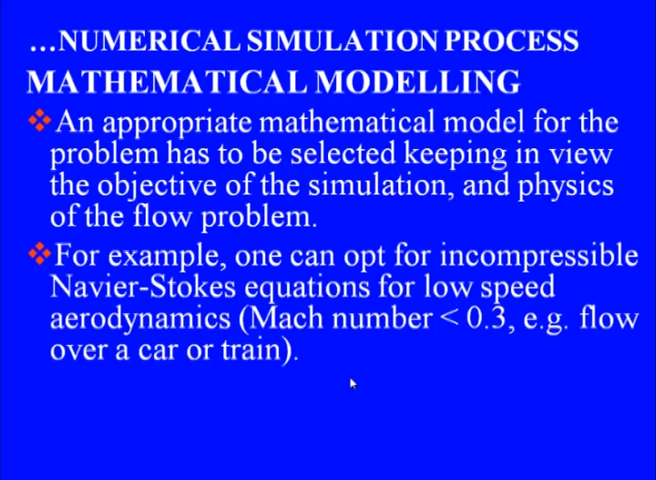 ...NUMERICAL SIMULATION PROCESS
MATHEMATICAL MODELLING
❖An appropriate mathematical model for the
problem has to be selected keeping in view
the objective of the simulation, and physics
of the flow problem.
❖For example, one can opt for incompressible
Navier-Stokes equations for low speed
aerodynamics (Mach number < 0.3, e.g. flow
over a car or train).